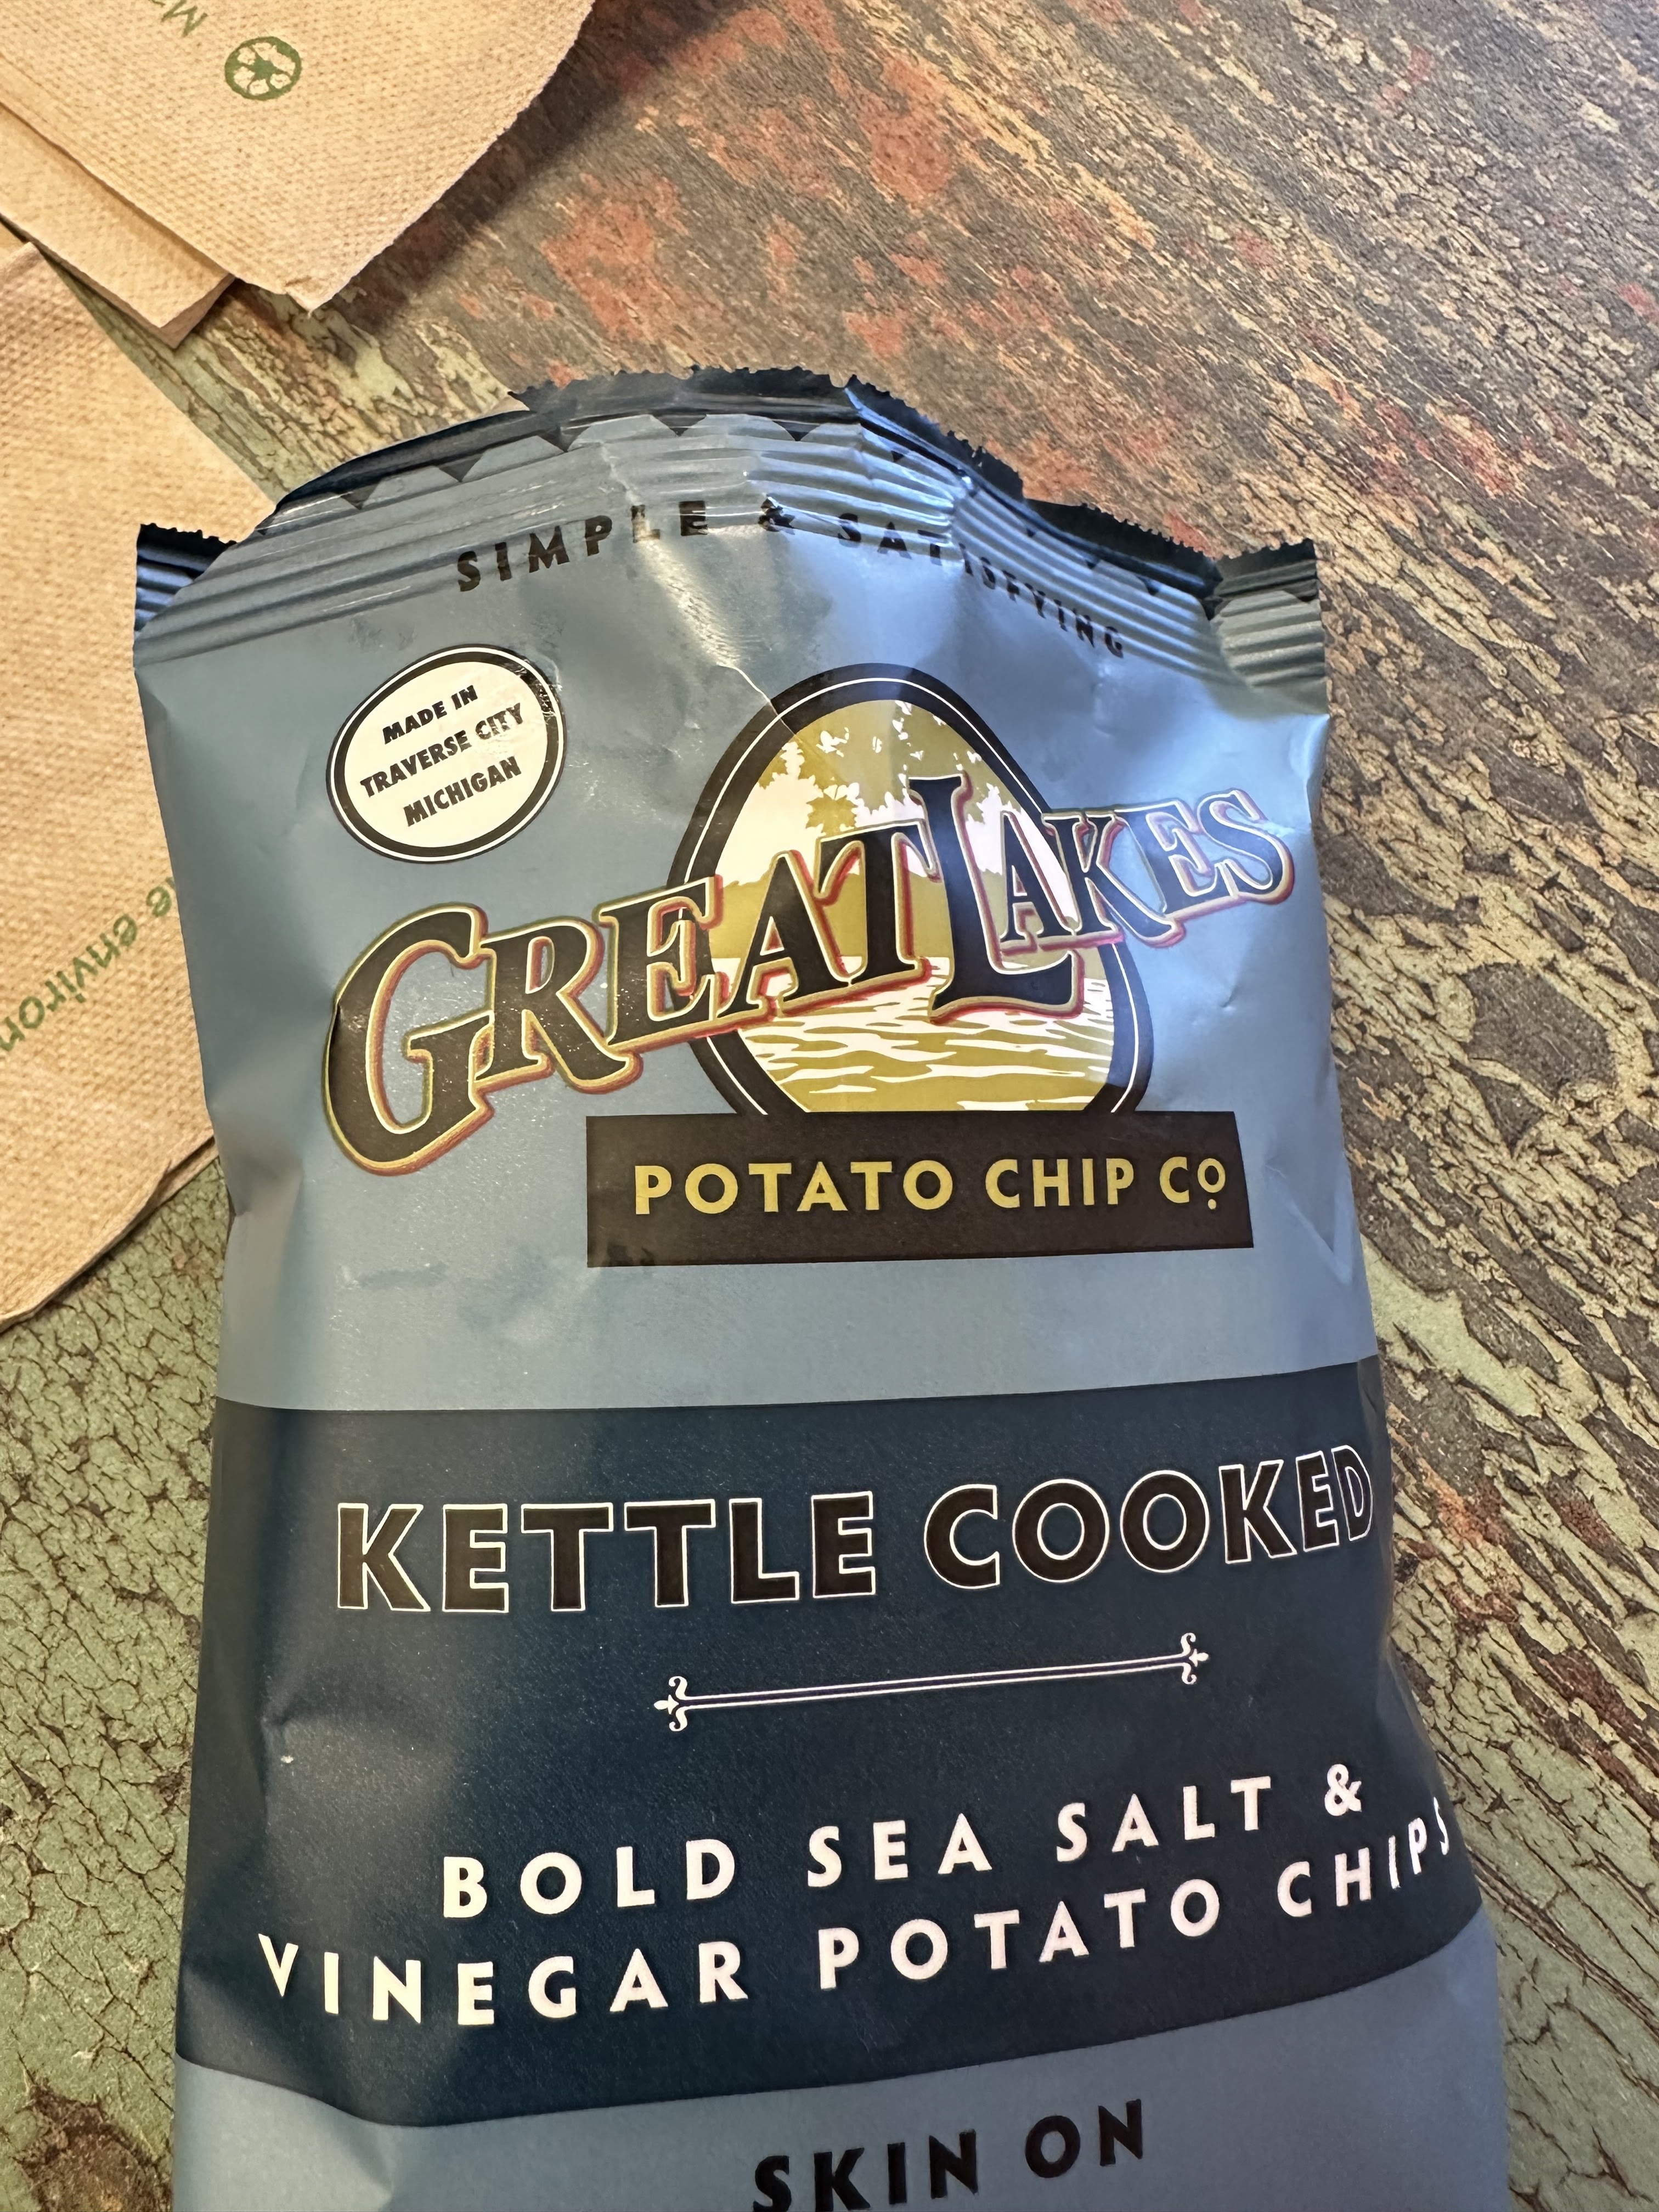 SIMPLE & SATISFYING
MADE IN
TRAVERSE CITY
MICHIGAN
GREAT LAKES
POTATO CHIP CO
KETTLE COOKED
BOLD SEA SALT &
VINEGAR POTATO CHIPS
SKIN ON